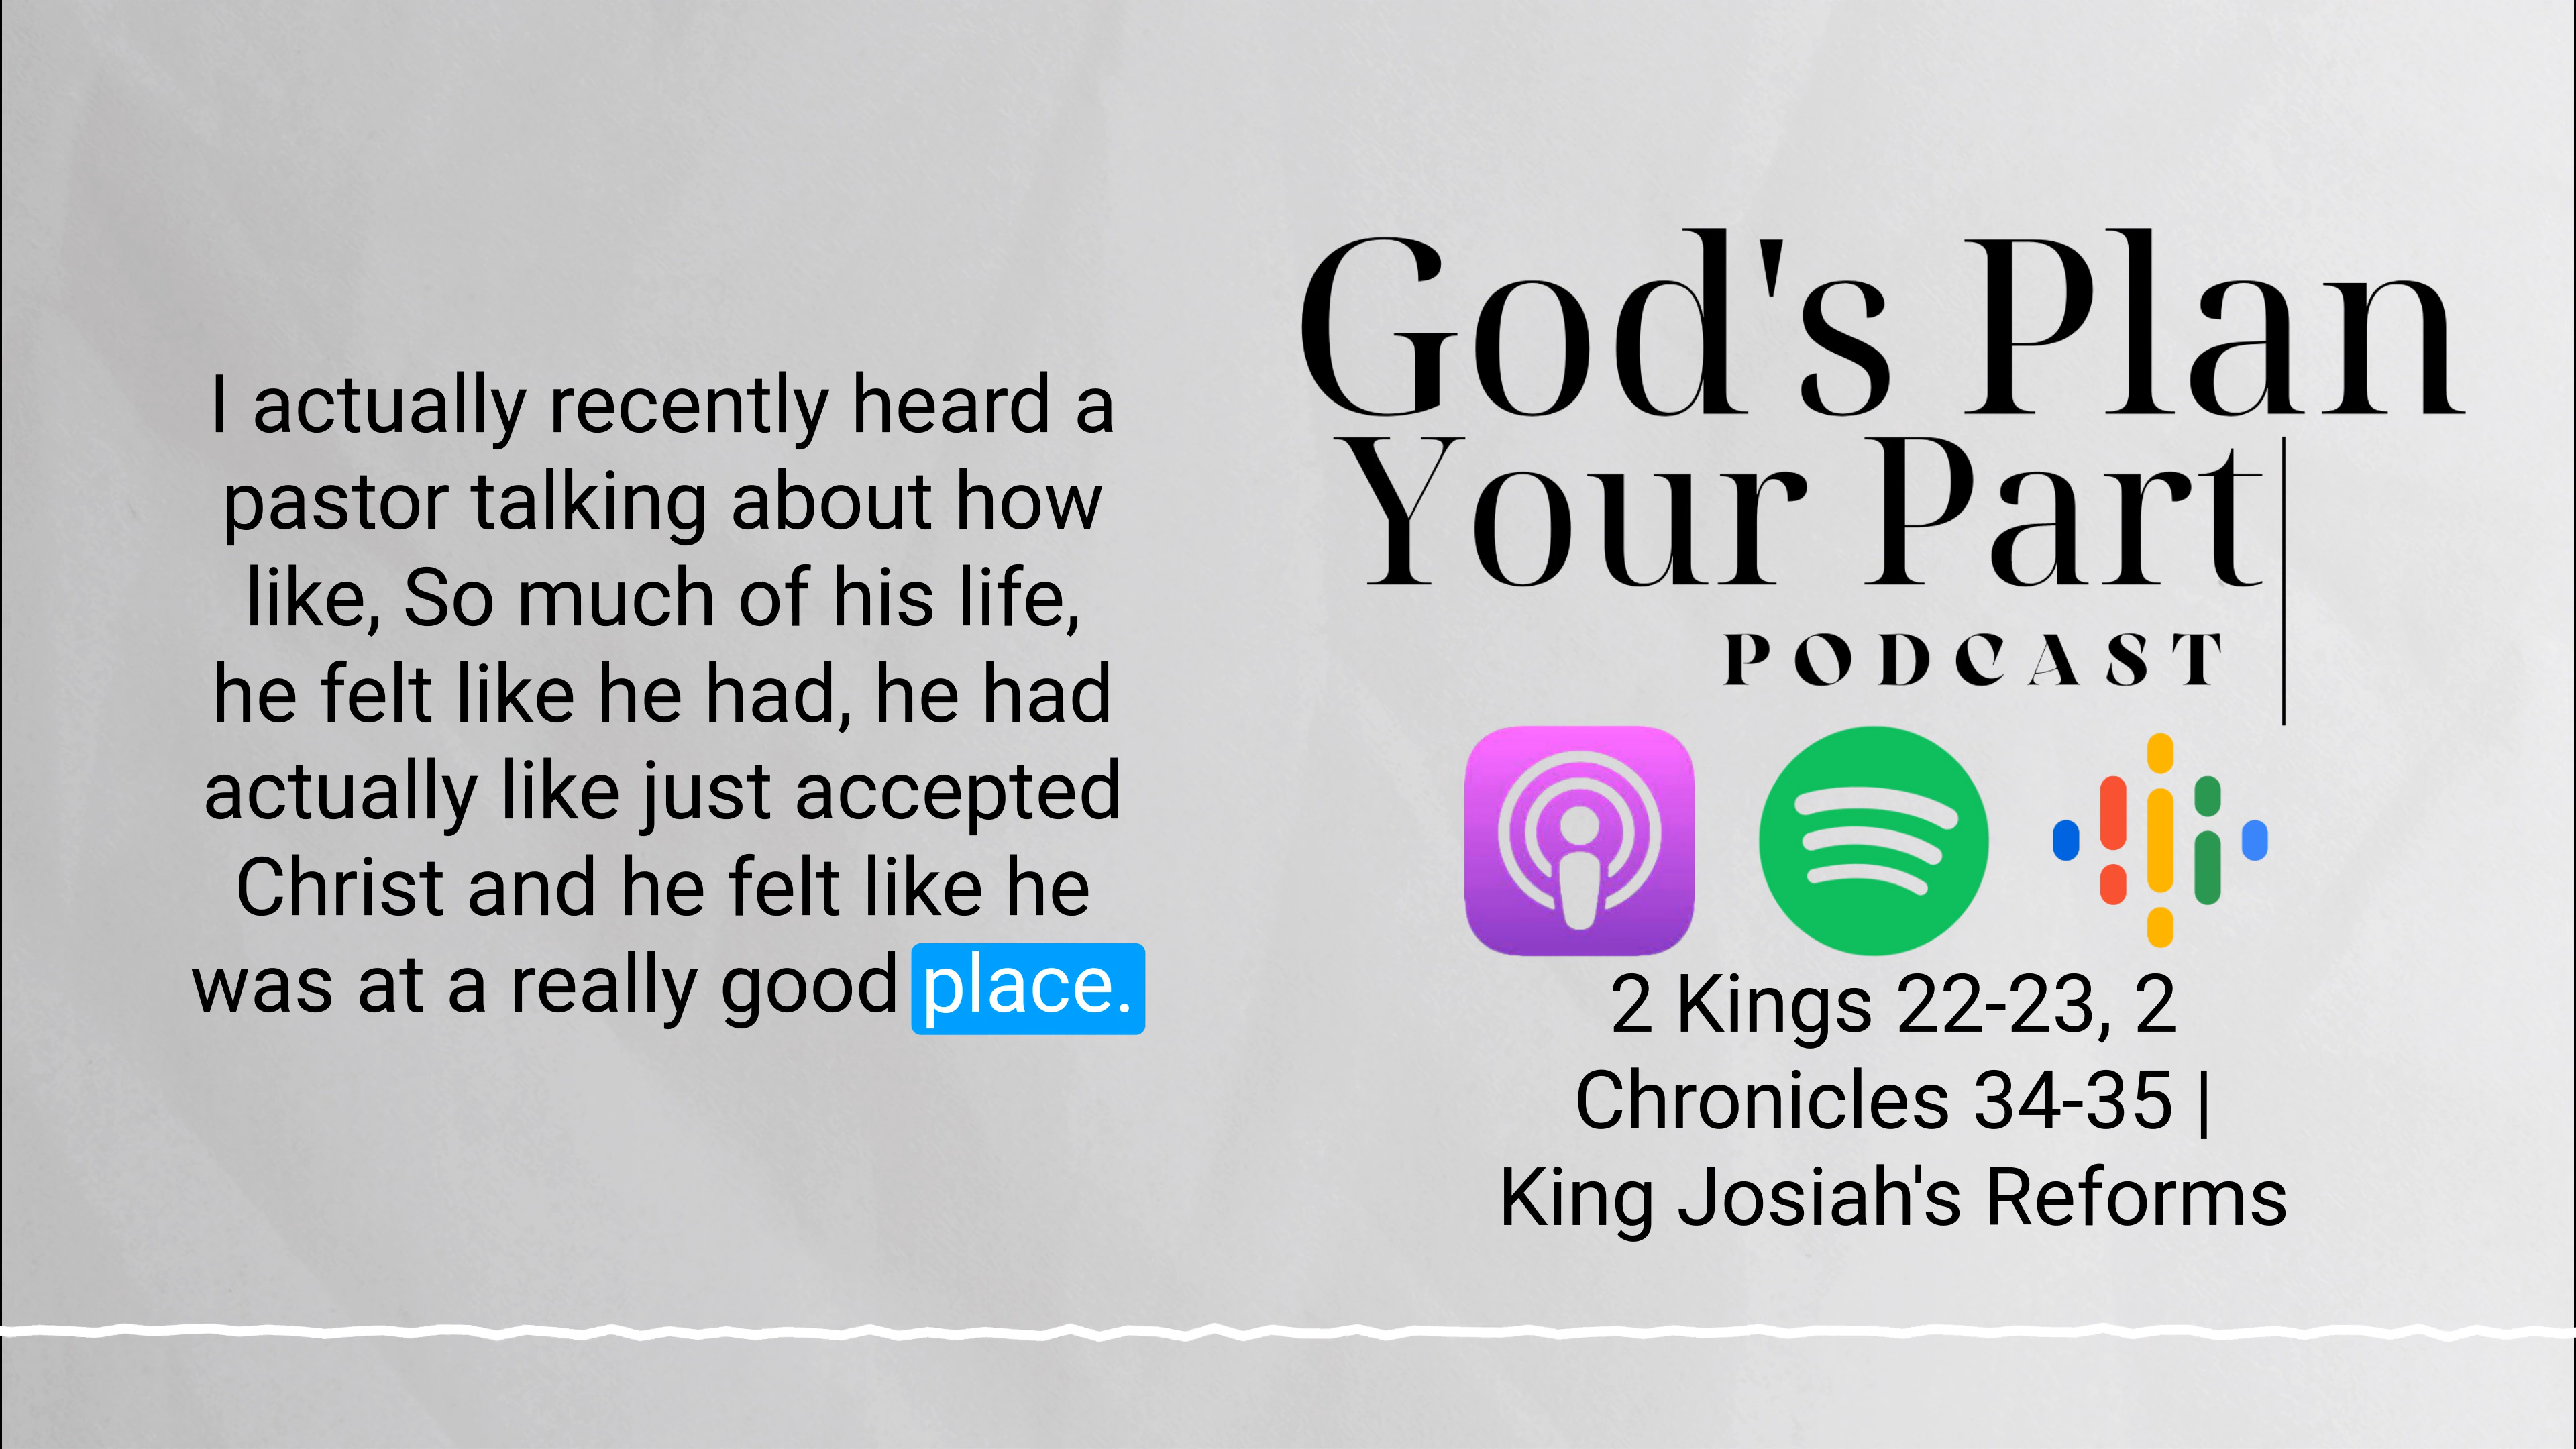 I actually recently heard a
pastor talking about how
like, So much of his life,
he felt like he had, he had
actually like just accepted
Christ and he felt like he
was at a really good place.
God's Plan
Your Part
PODCAST
2 Kings 22-23, 2
Chronicles 34-35 |
King Josiah's Reforms